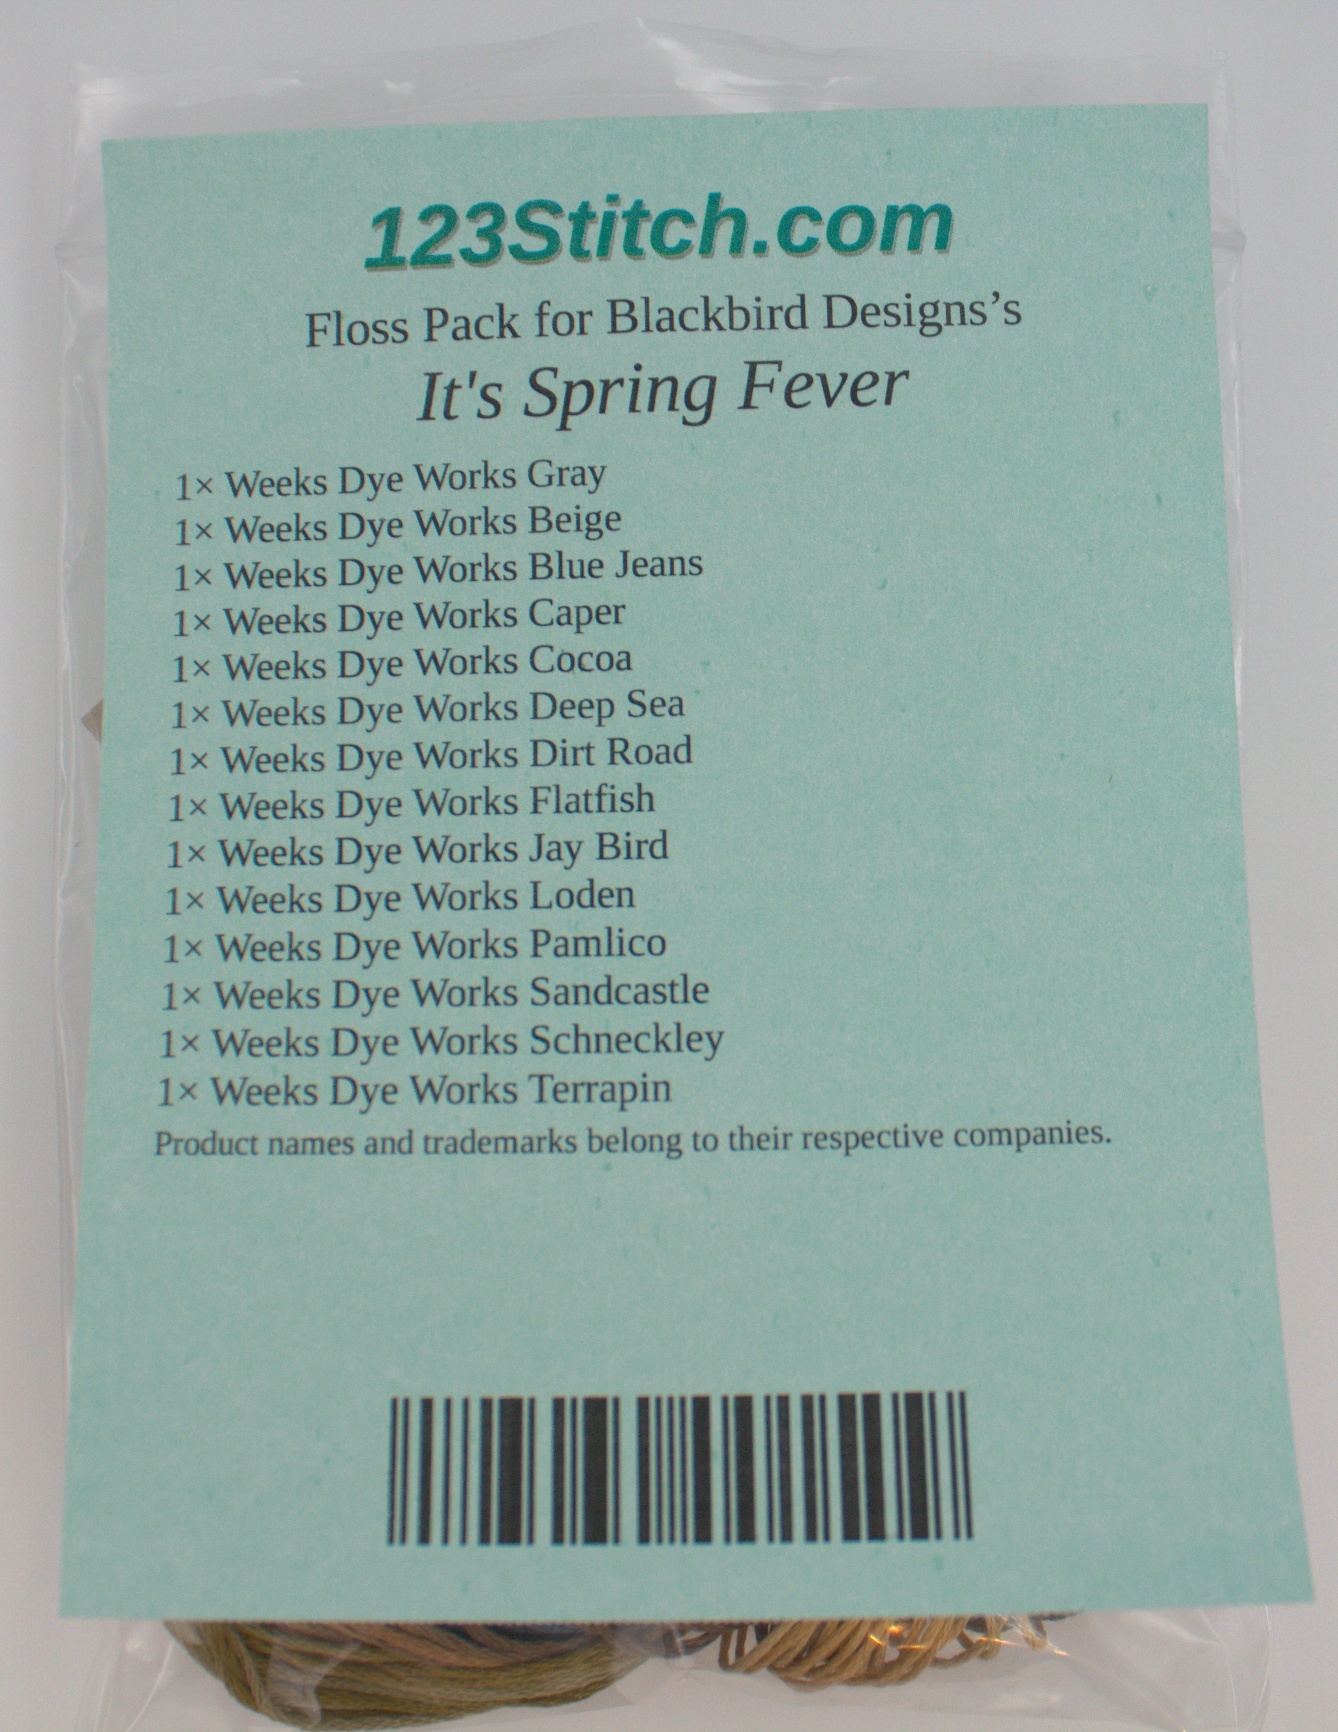 123Stitch.com
Floss Pack for Blackbird Designs’s
It's Spring Fever
1× Weeks Dye Works Gray
1× Weeks Dye Works Beige
1× Weeks Dye Works Blue Jeans
1× Weeks Dye Works Caper
1× Weeks Dye Works Cocoa
1× Weeks Dye Works Deep Sea
1× Weeks Dye Works Dirt Road
1× Weeks Dye Works Flatfish
1× Weeks Dye Works Jay Bird
1× Weeks Dye Works Loden
1× Weeks Dye Works Pamlico
1× Weeks Dye Works Sandcastle
1× Weeks Dye Works Schneckley
1× Weeks Dye Works Terrapin
Product names and trademarks belong to their respective companies.